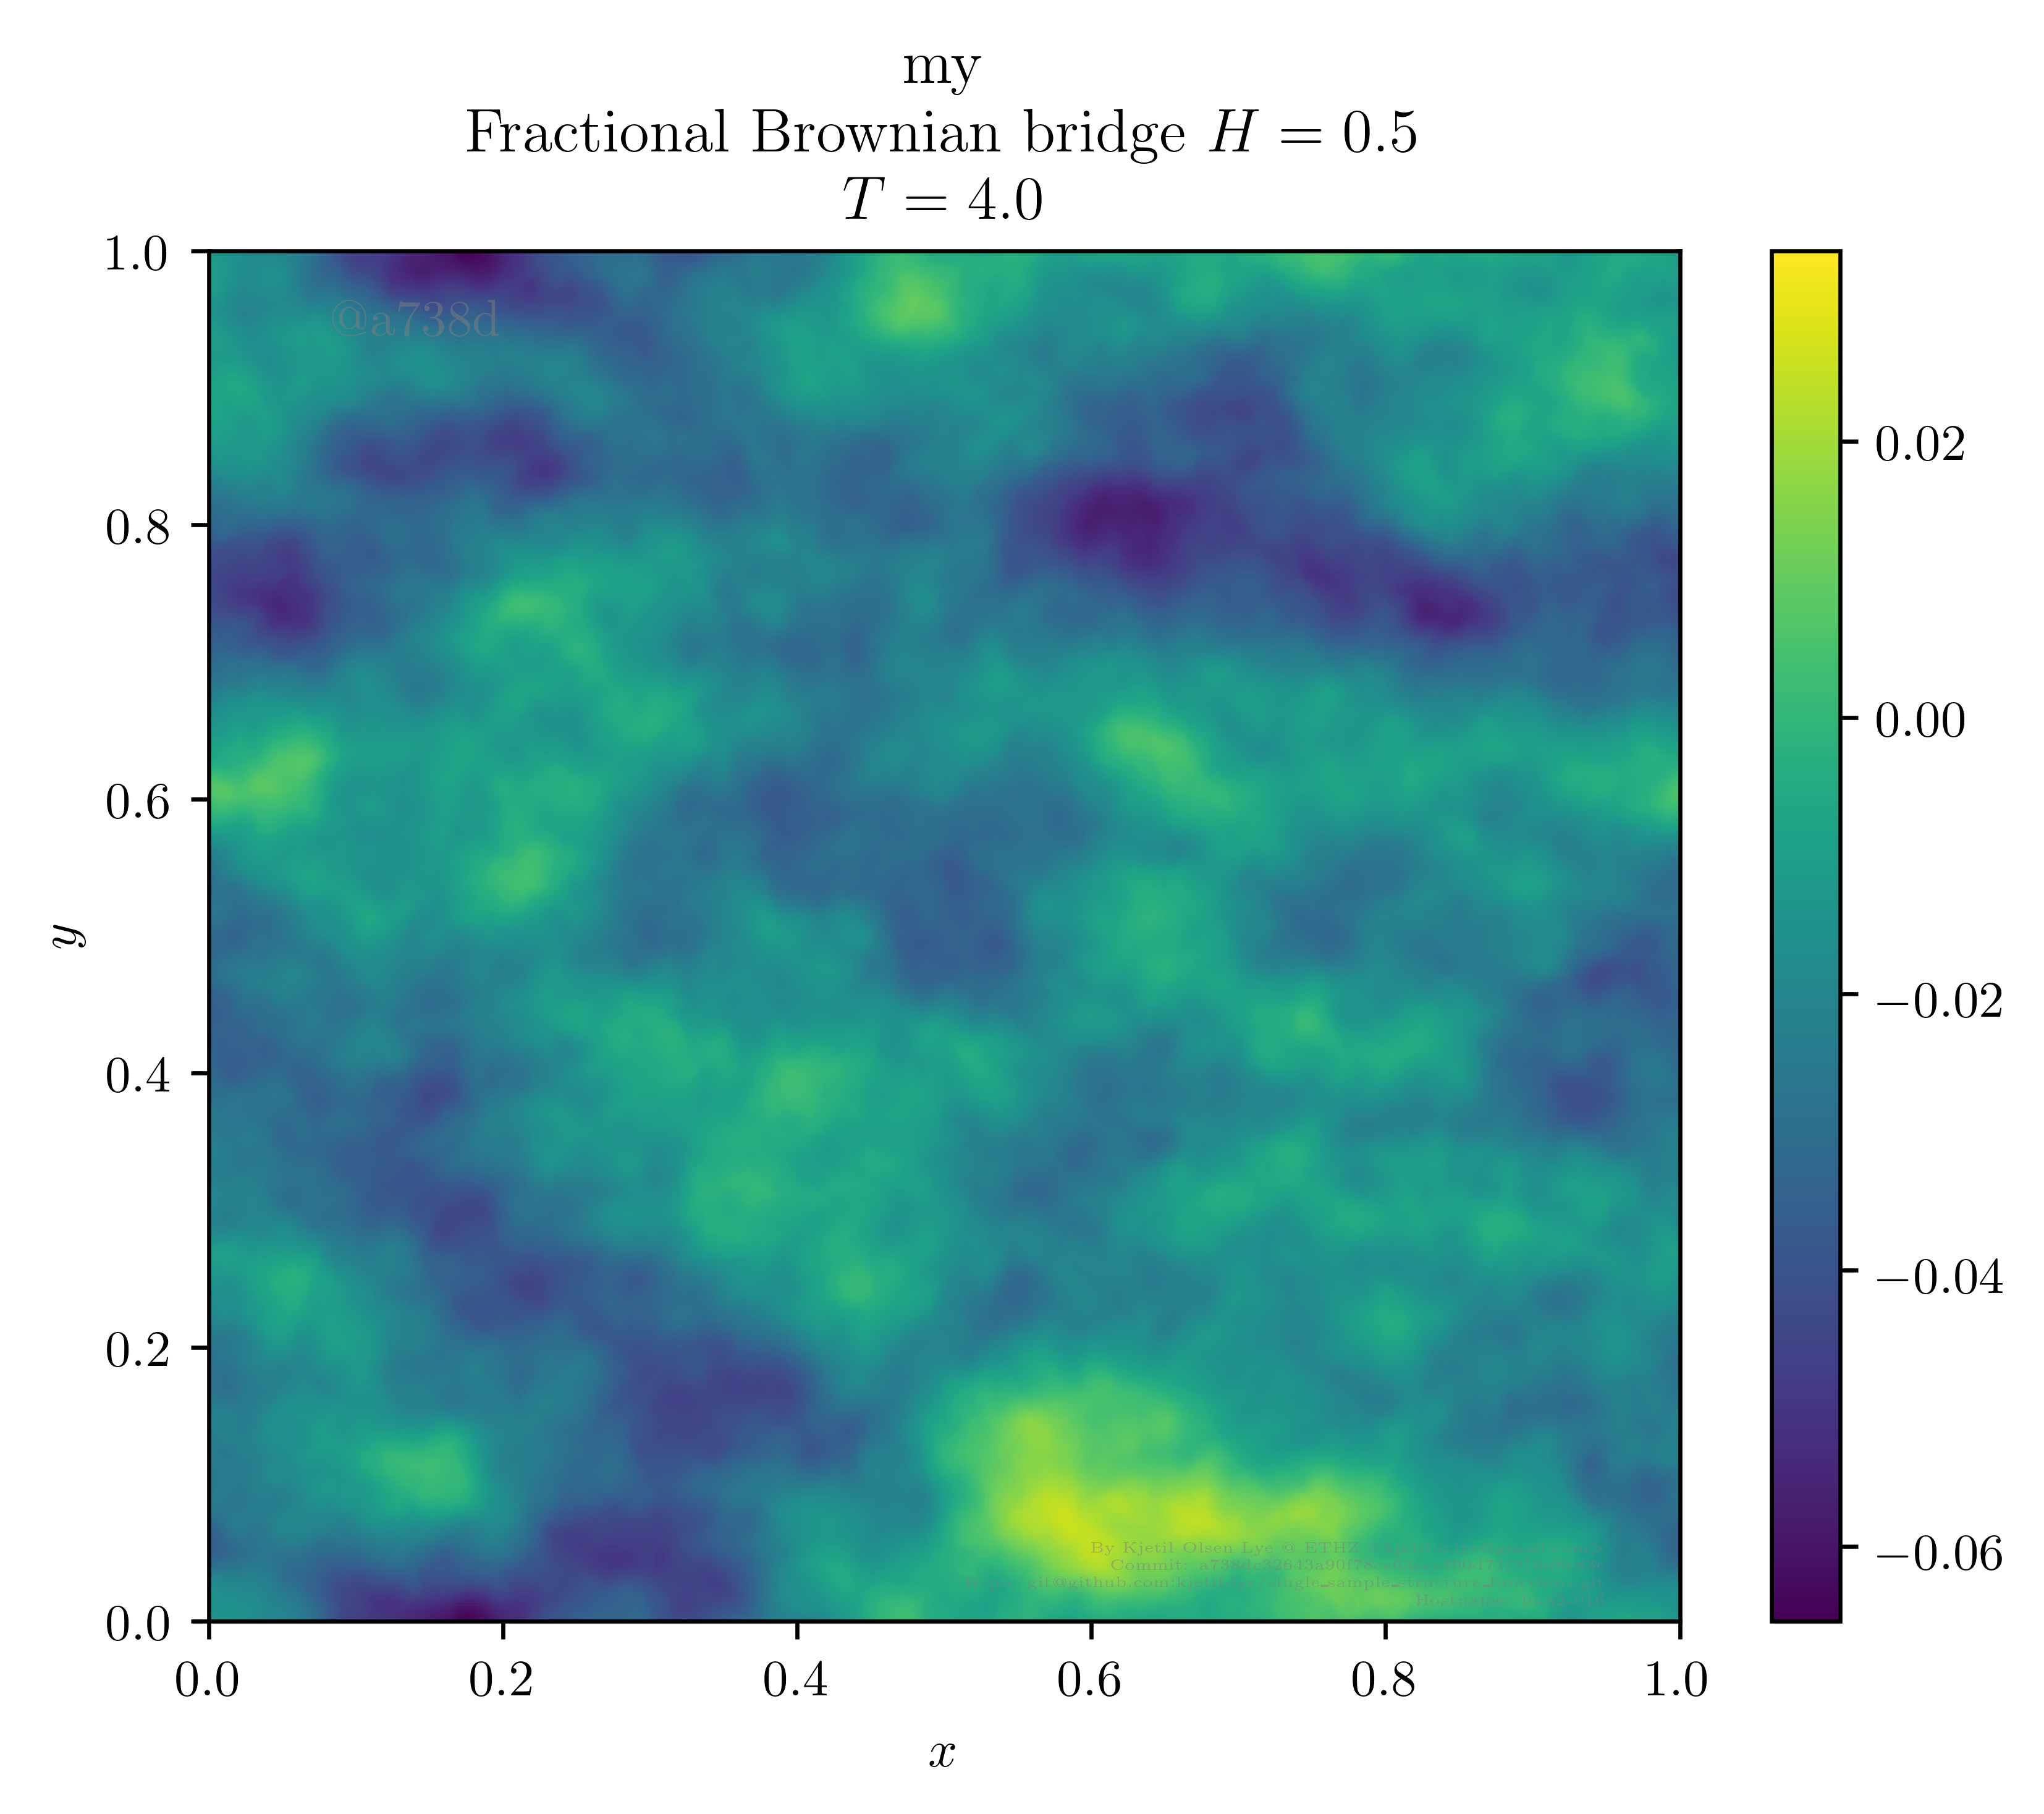 my
Fractional Brownian bridge H = 0.5
T = 4.0
1.0
0.8
0.6
0.4
0.2
0.0
y
@a738d
0.02
0.00
−0.02
−0.04
−0.06
By Kjetil Olsen Lye @ ETHZ
Commit:
Hostname:
0.0 0.2 0.4 0.6 0.8 1.0
x